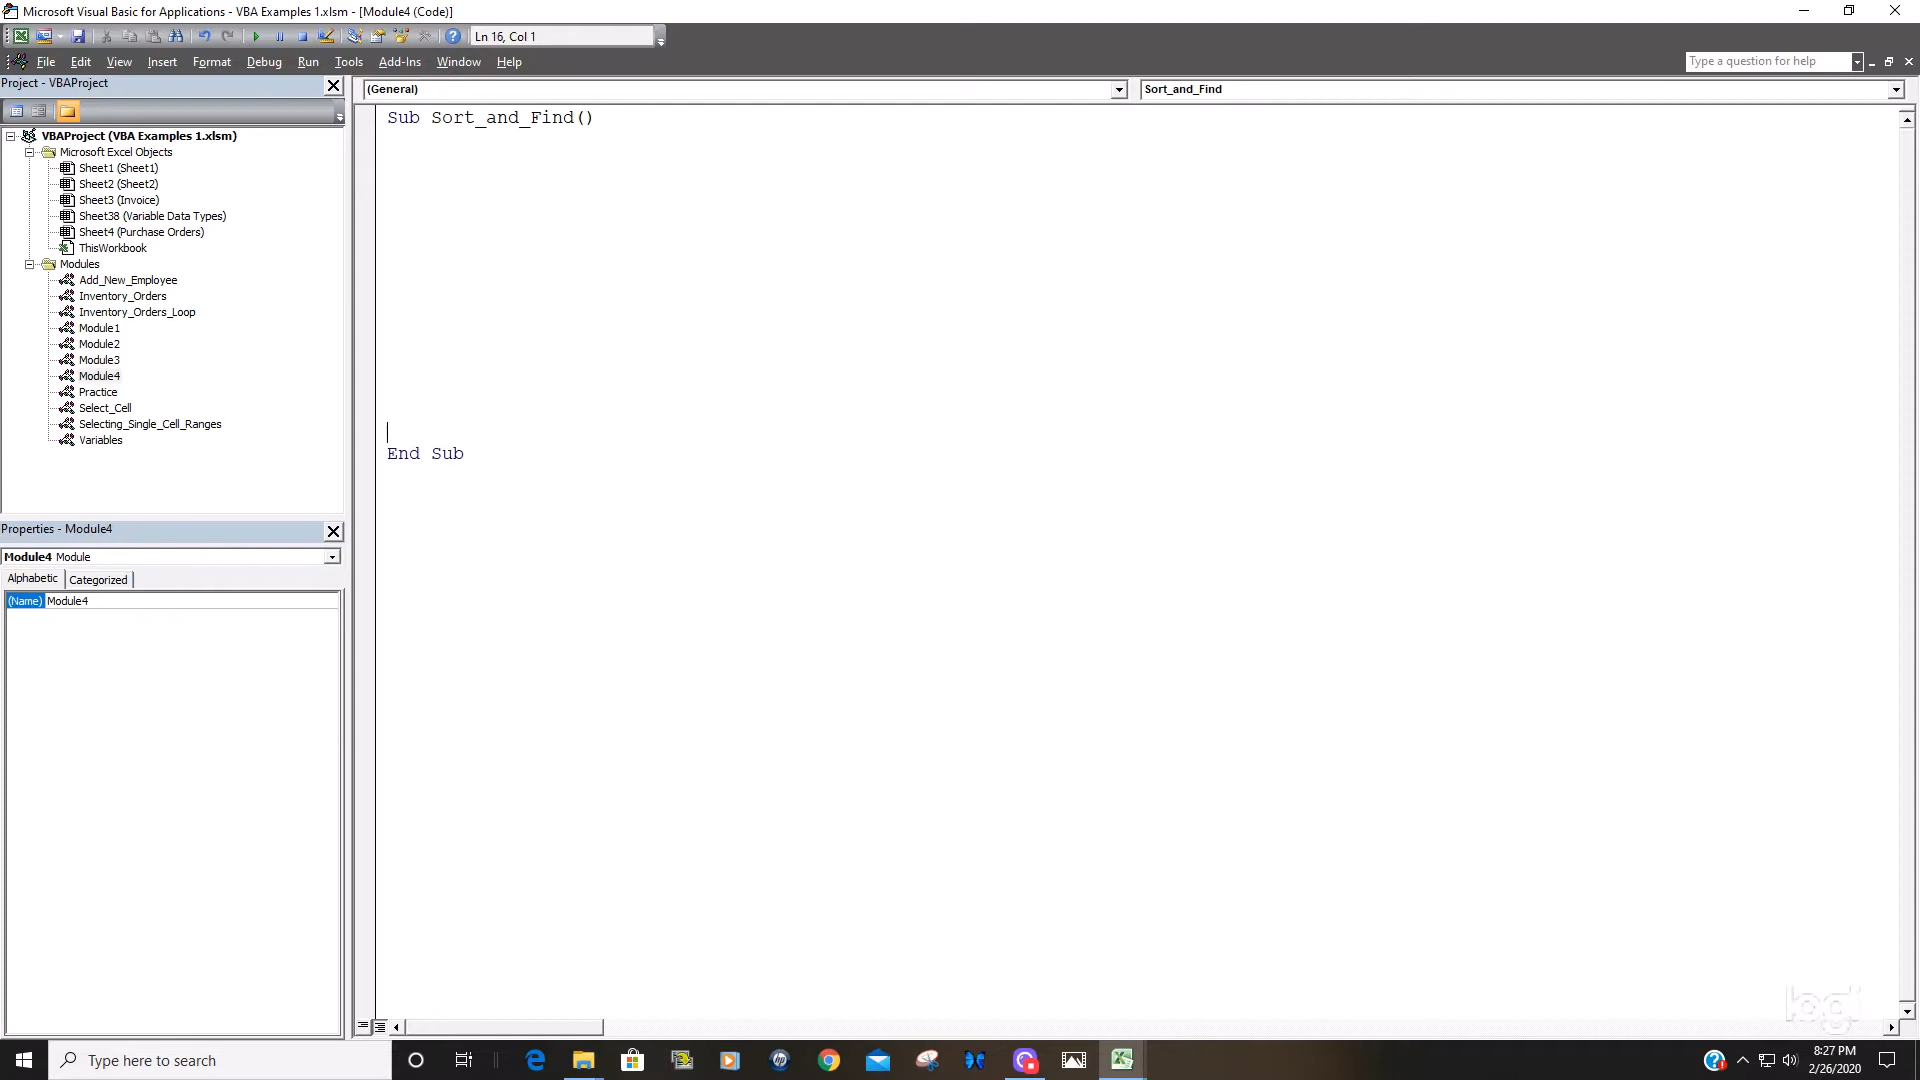 Microsoft Visual Basic for Applications - VBA Examples 1.xlsm - [Module4 (Code)]
Ln 16, Col 1
File Edit View Insert Format Debug Run Tools Add-Ins Window Help
Type a question for help
Project - VBAProject
(General)
Sort_and_Find
VBAProject (VBA Examples 1.xlsm)
Microsoft Excel Objects
Sheet1 (Sheet1)
Sheet2 (Sheet2)
Sheet3 (Invoice)
Sheet38 (Variable Data Types)
Sheet4 (Purchase Orders)
ThisWorkbook
Modules
Add_New_Employee
Inventory_Orders
Inventory_Orders_Loop
Module1
Module2
Module3
Module4
Practice
Select_Cell
Selecting_Single_Cell_Ranges
Variables
Sub Sort_and_Find()
End Sub
Properties - Module4
Module4 Module
Alphabetic Categorized
(Name) Module4
logi
Type here to search
8:27 PM
2/26/2020